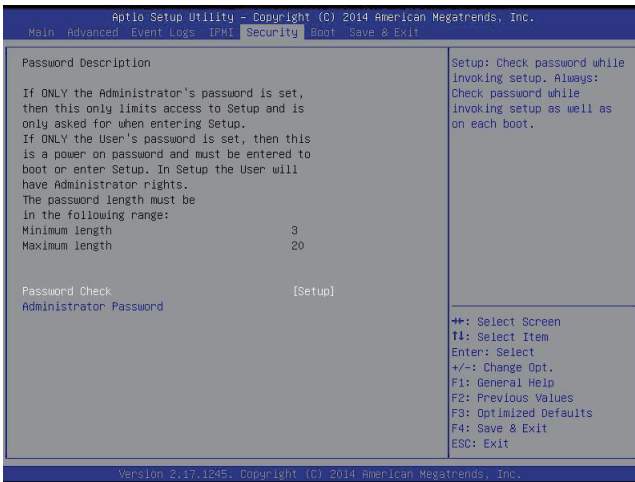 Aptio Setup Utility - Copyright (C) 2014 American Megatrends, Inc.
Main Advanced Event Logs IPMI Security Boot Save & Exit
Password Description
If ONLY the Administrator's password is set,
then this only limits access to Setup and is
only asked for when entering Setup.
If ONLY the User's password is set, then this
is a power on password and must be entered to
boot or enter Setup. In Setup the User will
have Administrator rights.
The password length must be
in the following range:
Minimum length 3
Maximum length 20
Password Check [Setup]
Administrator Password
Setup: Check password while
invoking setup. Always:
Check password while
invoking setup as well as
on each boot.
→←: Select Screen
↑↓: Select Item
Enter: Select
+/-: Change Opt.
F1: General Help
F2: Previous Values
F3: Optimized Defaults
F4: Save & Exit
ESC: Exit
Version 2.17.1245. Copyright (C) 2014 American Megatrends, Inc.